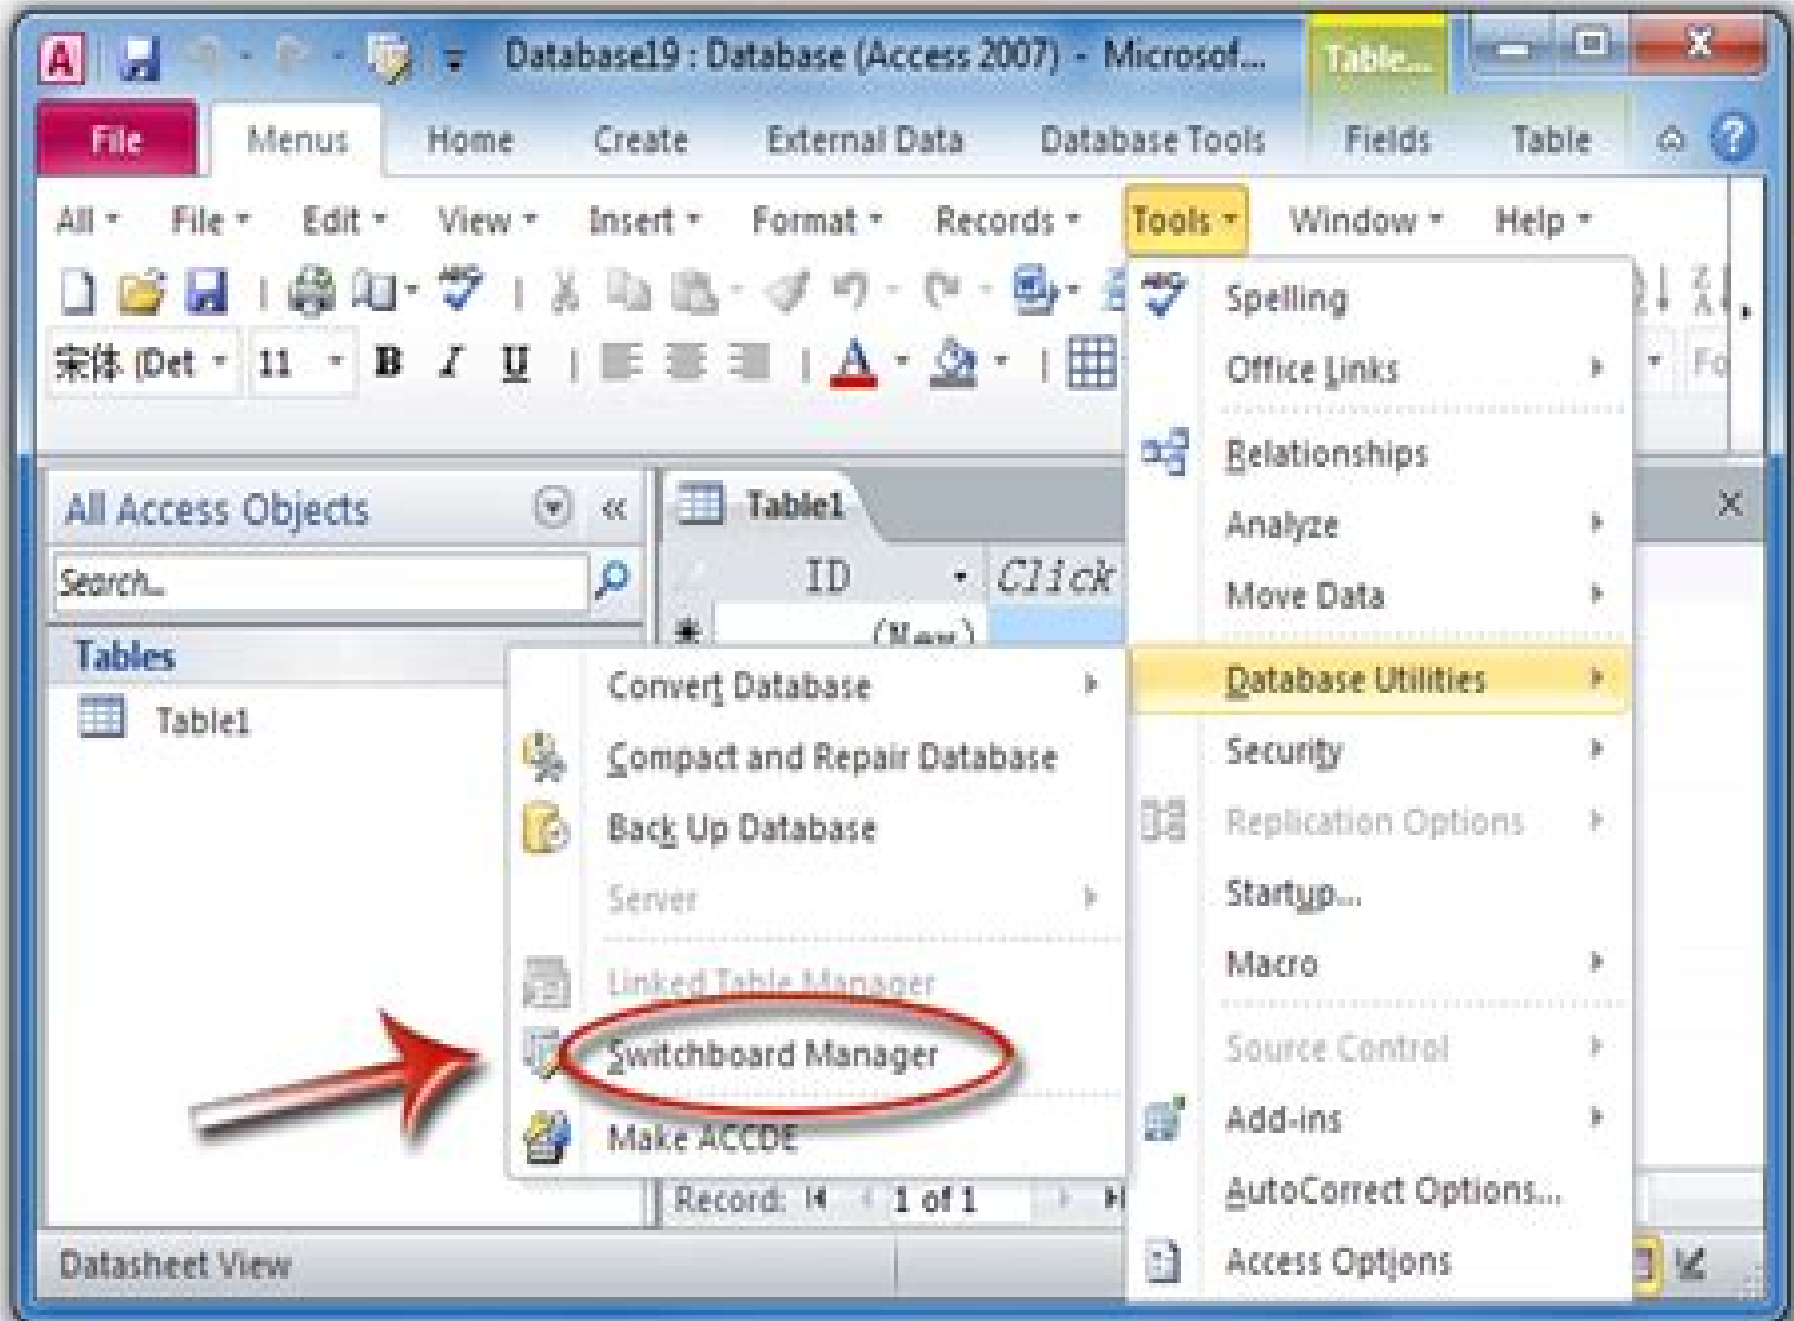 Database19 : Database (Access 2007) - Microsof...
Table...
File Menus Home Create External Data Database Tools Fields Table
All File Edit View Insert Format Records Tools Window Help
宋体 (Det 11 B I U A Fo
All Access Objects
Search...
Tables
Table1
Table1
ID Click
(New)
Record: 1 of 1
Spelling
Office Links
Relationships
Analyze
Move Data
Database Utilities
Security
Replication Options
Startup...
Macro
Source Control
Add-ins
AutoCorrect Options...
Access Options
Convert Database
Compact and Repair Database
Back Up Database
Server
Linked Table Manager
Switchboard Manager
Make ACCDE
Datasheet View